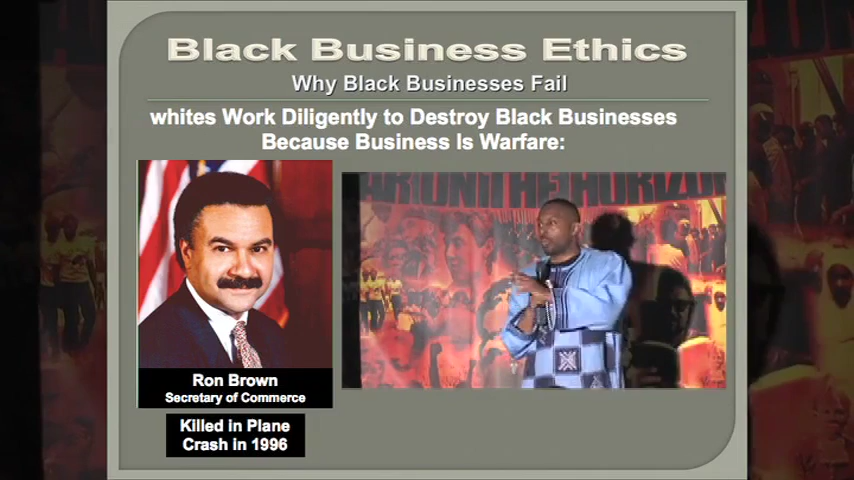 Black Business Ethics
Why Black Businesses Fail
whites Work Diligently to Destroy Black Businesses
Because Business Is Warfare:
Ron Brown
Secretary of Commerce
Killed in Plane
Crash in 1996